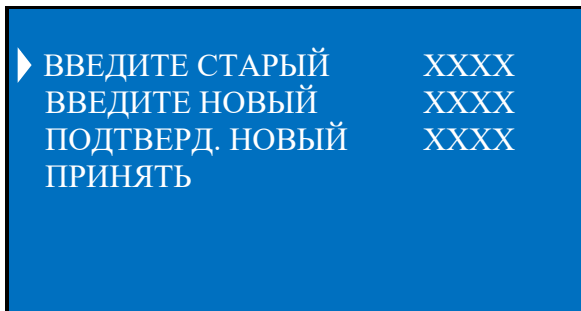 ВВЕДИТЕ СТАРЫЙ XXXX
ВВЕДИТЕ НОВЫЙ XXXX
ПОДТВЕРД. НОВЫЙ XXXX
ПРИНЯТЬ